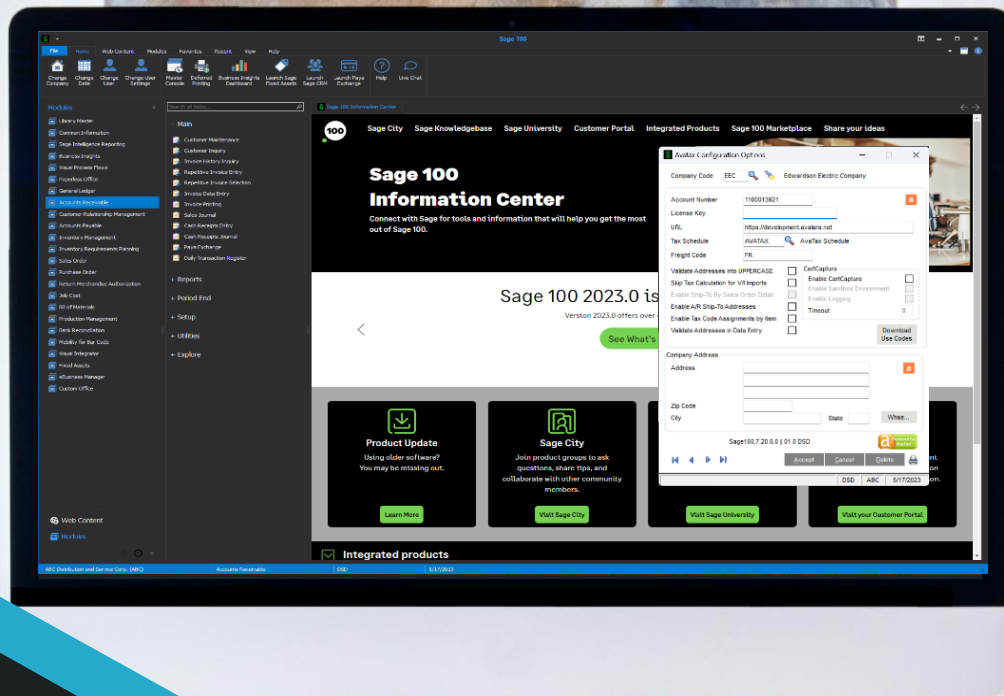 Sage 100
File Home Web Content Modules Favorites Recent View Help
Change Company
Change Date
Change User
Change User Settings
Master Console
Deferred Printing
Business Insights Dashboard
Launch Sage Fixed Assets
Launch Sage CRM
Launch Paya Exchange
Help
Live Chat
Modules
Library Master
Common Information
Sage Intelligence Reporting
Business Insights
Visual Process Flows
Paperless Office
General Ledger
Accounts Receivable
Customer Relationship Management
Accounts Payable
Inventory Management
Inventory Requirements Planning
Sales Order
Purchase Order
Return Merchandise Authorization
Job Cost
Bill of Materials
Production Management
Bank Reconciliation
Mobility for Bar Code
Visual Integrator
Fixed Assets
eBusiness Manager
Custom Office
Web Content
Modules
Search all tasks...
Main
Customer Maintenance
Customer Inquiry
Invoice History Inquiry
Repetitive Invoice Entry
Repetitive Invoice Selection
Invoice Data Entry
Invoice Printing
Sales Journal
Cash Receipts Entry
Cash Receipts Journal
Paya Exchange
Daily Transaction Register
+ Reports
+ Period End
+ Setup
+ Utilities
+ Explore
Sage 100 Information Center
100 Sage City Sage Knowledgebase Sage University Customer Portal Integrated Products Sage 100 Marketplace Share your ideas
Sage 100
Information Center
Connect with Sage for tools and information that will help you get the most
out of Sage 100.
Sage 100 2023.0 is
Version 2023.0 offers over
See What's
Product Update
Using older software?
You may be missing out.
Learn More
Sage City
Join product groups to ask
questions, share tips, and
collaborate with other community
members.
Visit Sage City
Visit Sage University
Visit your Customer Portal
Integrated products
Avatax Configuration Options
Company Code EEC Edwardson Electric Company
Account Number 1100013821
License Key
URL https://development.avalara.net
Tax Schedule AVATAX AvaTax Schedule
Freight Code FR
Validate Addresses into UPPERCASE
Skip Tax Calculation for V/I Imports
Enable Ship-To By Sales Order Detail
Enable A/R Ship-To Addresses
Enable Tax Code Assignments by Item
Validate Addresses in Data Entry
CertCapture
Enable CertCapture
Enable Sandbox Environment
Enable Logging
Timeout 0
Download
Use Codes
Company Address
Address
Zip Code
City State Whse...
Sage100,7.20.0.0 | 01.0 DSD
Accept Cancel Delete
DSD ABC 5/17/2023
ABC Distribution and Service Corp. (ABC) Accounts Receivable DSD 5/17/2023